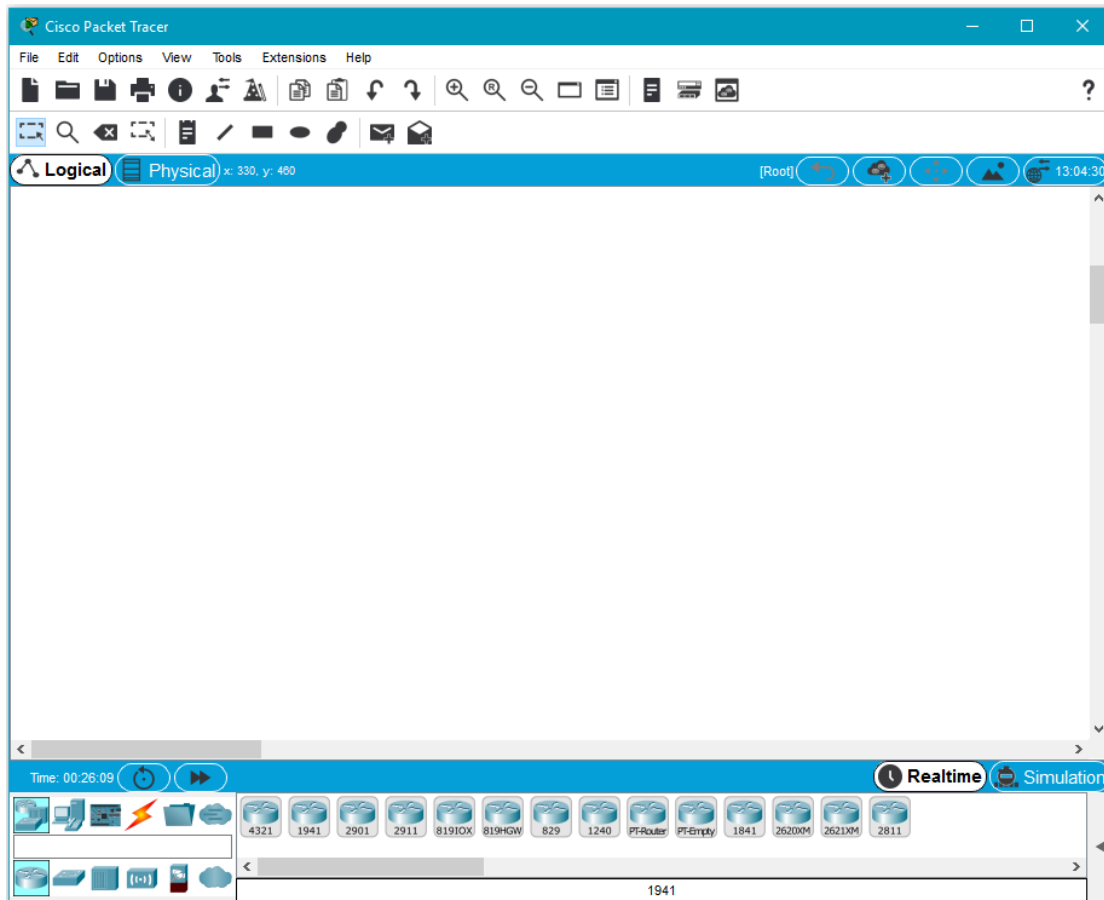 Cisco Packet Tracer
File Edit Options View Tools Extensions Help
?
Logical Physical x: 330, y: 460 [Root] 13:04:30
Time: 00:26:09 Realtime Simulation
4321 1941 2901 2911 819IOX 819HGW 829 1240 PT-Router PT-Empty 1841 2620XM 2621XM 2811
1941